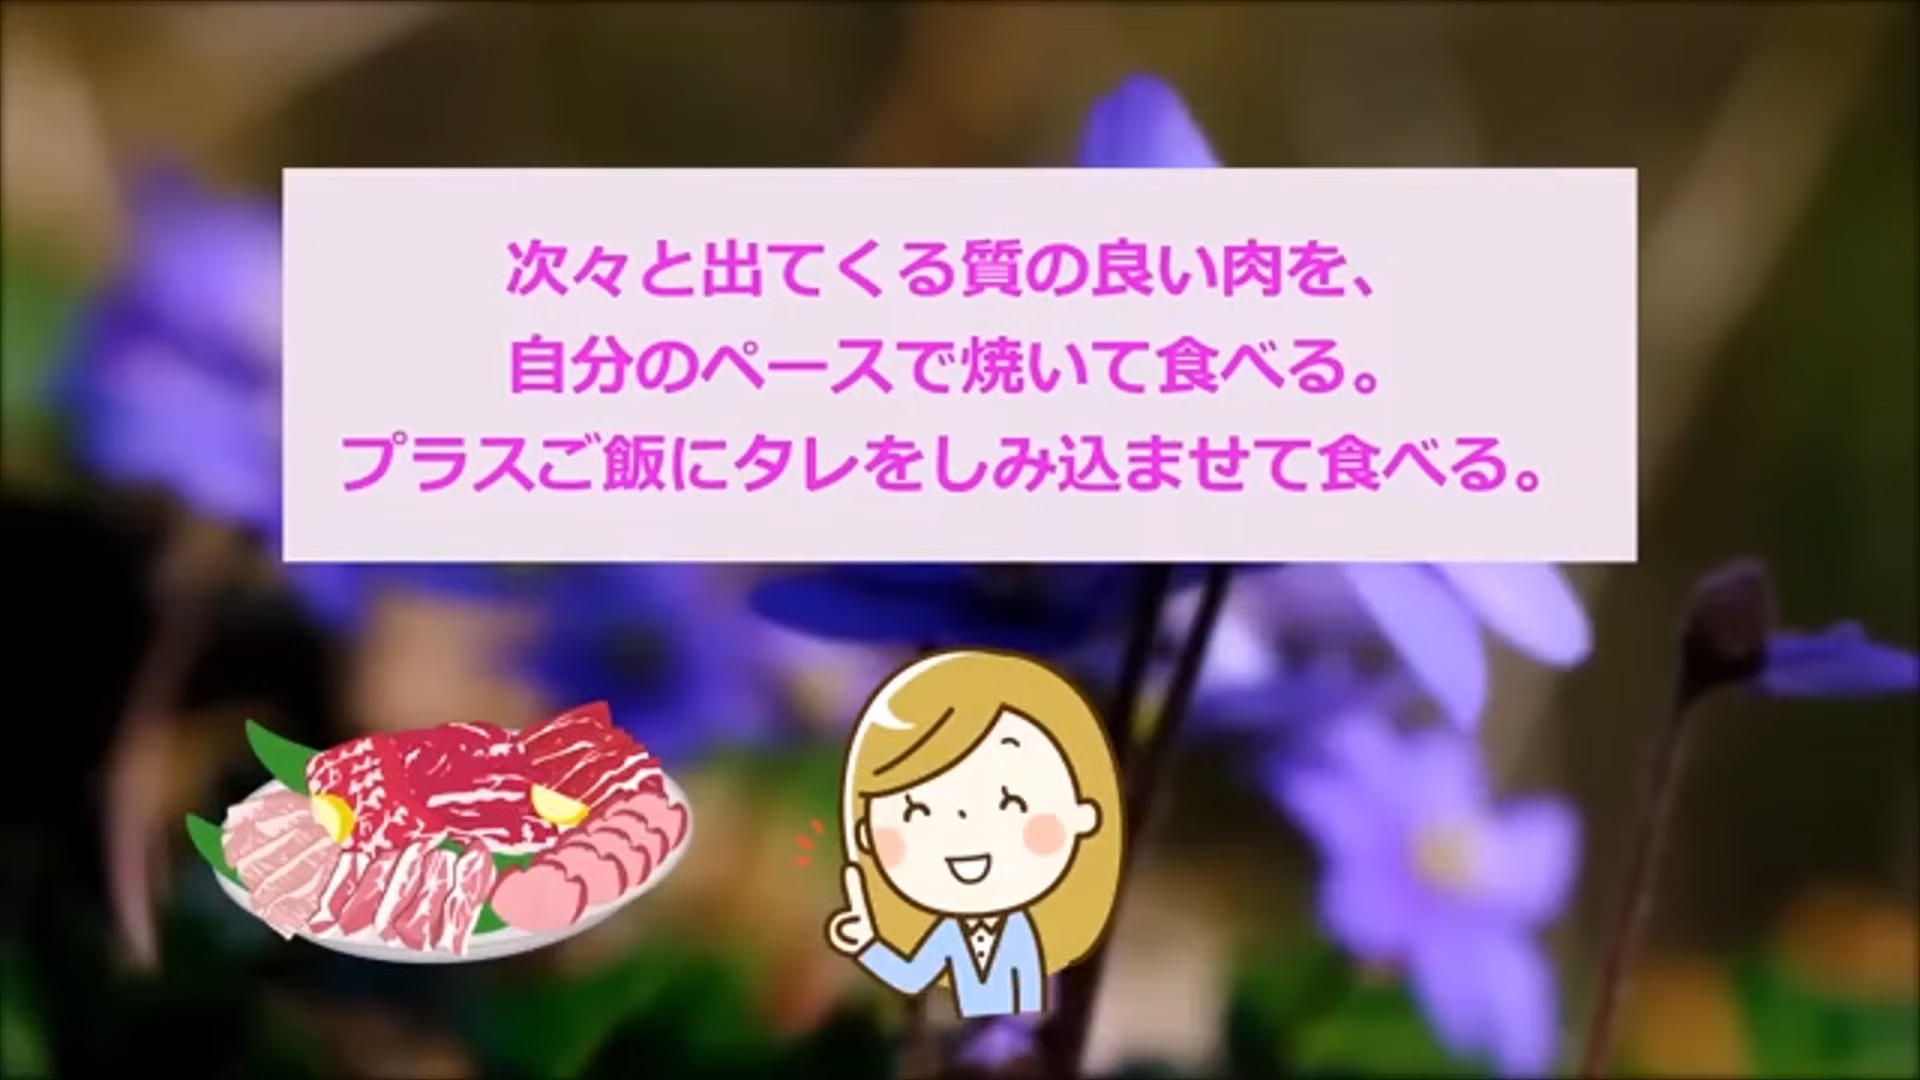 次々と出てくる質の良い肉を、
自分のペースで焼いて食べる。
プラスご飯にタレをしみ込ませて食べる。